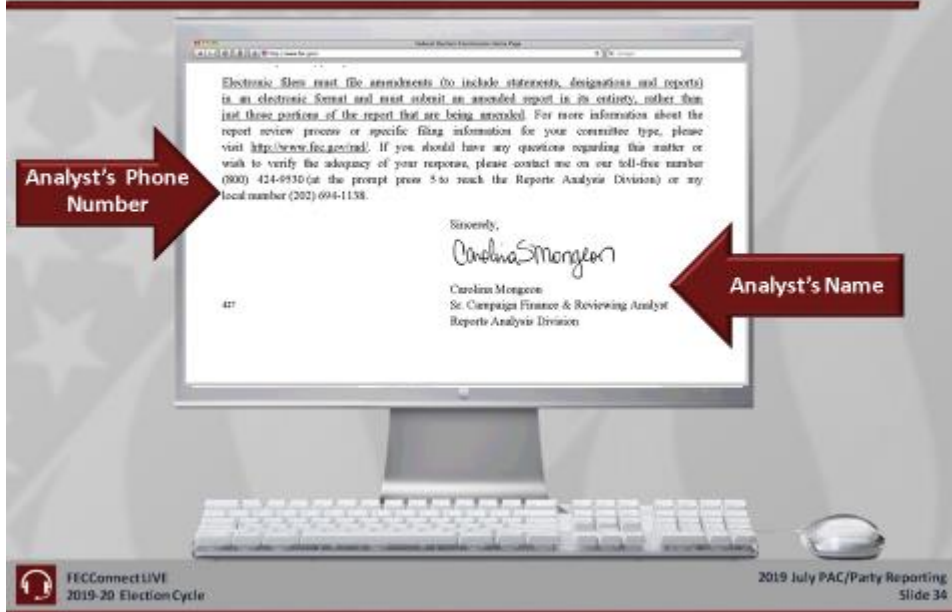 Federal Election Commission Home Page
Electronic filers must file amendments (to include statements, designations and reports)
in an electronic format and must submit an amended report in its entirety, rather than
just those portions of the report that are being amended. For more information about the
report review process or specific filing information for your committee type, please
visit http://www.fec.gov/rad/. If you should have any questions regarding this matter or
wish to verify the adequacy of your response, please contact me on our toll-free number
(800) 424-9530 (at the prompt press 5 to reach the Reports Analysis Division) or my
local number (202) 694-1138.
Analyst's Phone
Number
Sincerely,
Carolina S Mongeon
Analyst's Name
Carolina Mongeon
Sr. Campaign Finance & Reviewing Analyst
Reports Analysis Division
427
FECConnect LIVE
2019-20 Election Cycle
2019 July PAC/Party Reporting
Slide 34